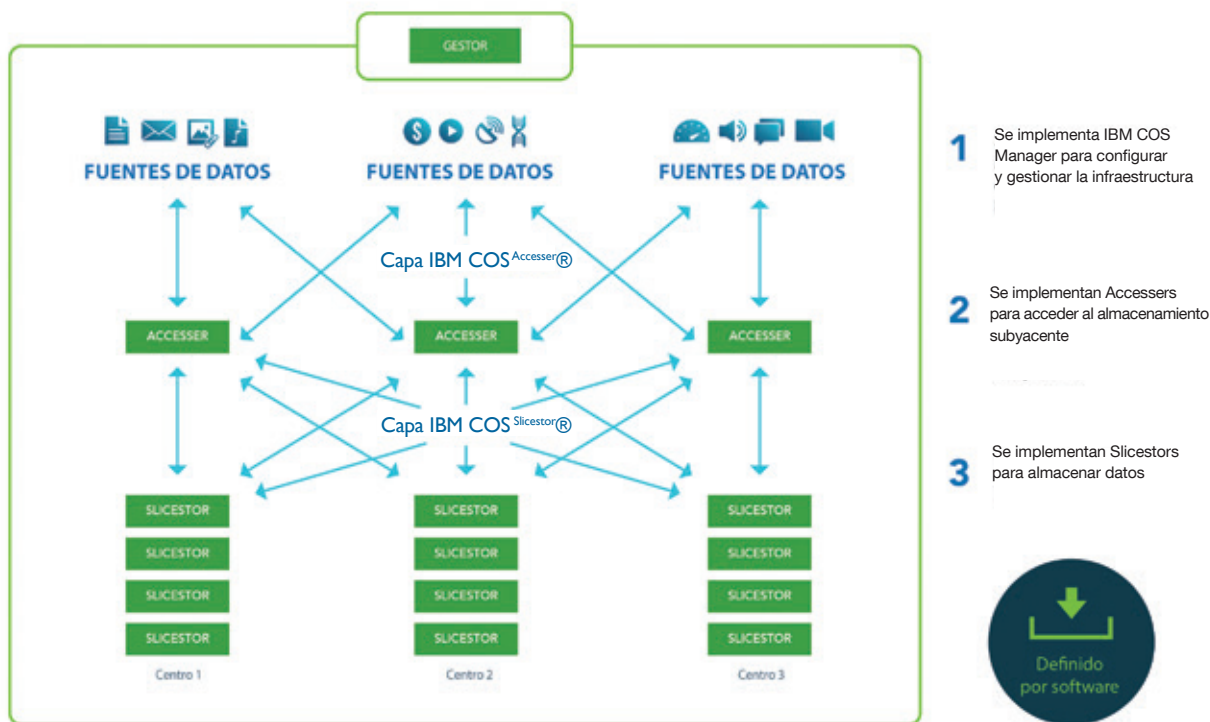 GESTOR
FUENTES DE DATOS
FUENTES DE DATOS
FUENTES DE DATOS
Capa IBM COS Accesser®
ACCESSER
ACCESSER
ACCESSER
Capa IBM COS Slicestor®
SLICESTOR
SLICESTOR
SLICESTOR
SLICESTOR
SLICESTOR
SLICESTOR
SLICESTOR
SLICESTOR
SLICESTOR
SLICESTOR
SLICESTOR
SLICESTOR
Centro 1
Centro 2
Centro 3
1
Se implementa IBM COS
Manager para configurar
y gestionar la infraestructura
2
Se implementan Accessers
para acceder al almacenamiento
subyacente
3
Se implementan Slicestors
para almacenar datos
Definido
por software